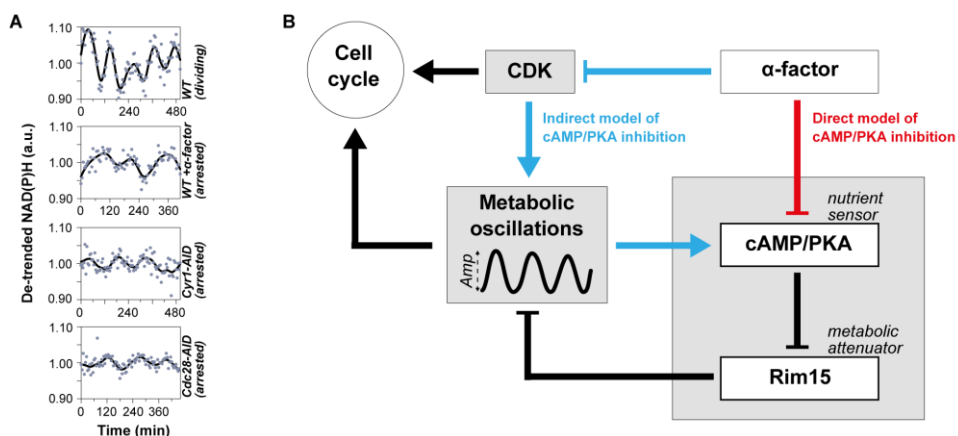 A
De-trended NAD(P)H (a.u.)
1.10
1.00
0.90
0 240 480
WT
(dividing)
1.10
1.00
0.90
0 120 240 360
WT +α-factor
(arrested)
1.10
1.00
0.90
0 240 480
Cyr1-AID
(arrested)
1.10
1.00
0.90
0 120 240 360
Cdc28-AID
(arrested)
Time (min)
B
Cell
cycle
CDK
α-factor
Indirect model of
cAMP/PKA inhibition
Direct model of
cAMP/PKA inhibition
Metabolic
oscillations
Amp
nutrient
sensor
cAMP/PKA
metabolic
attenuator
Rim15